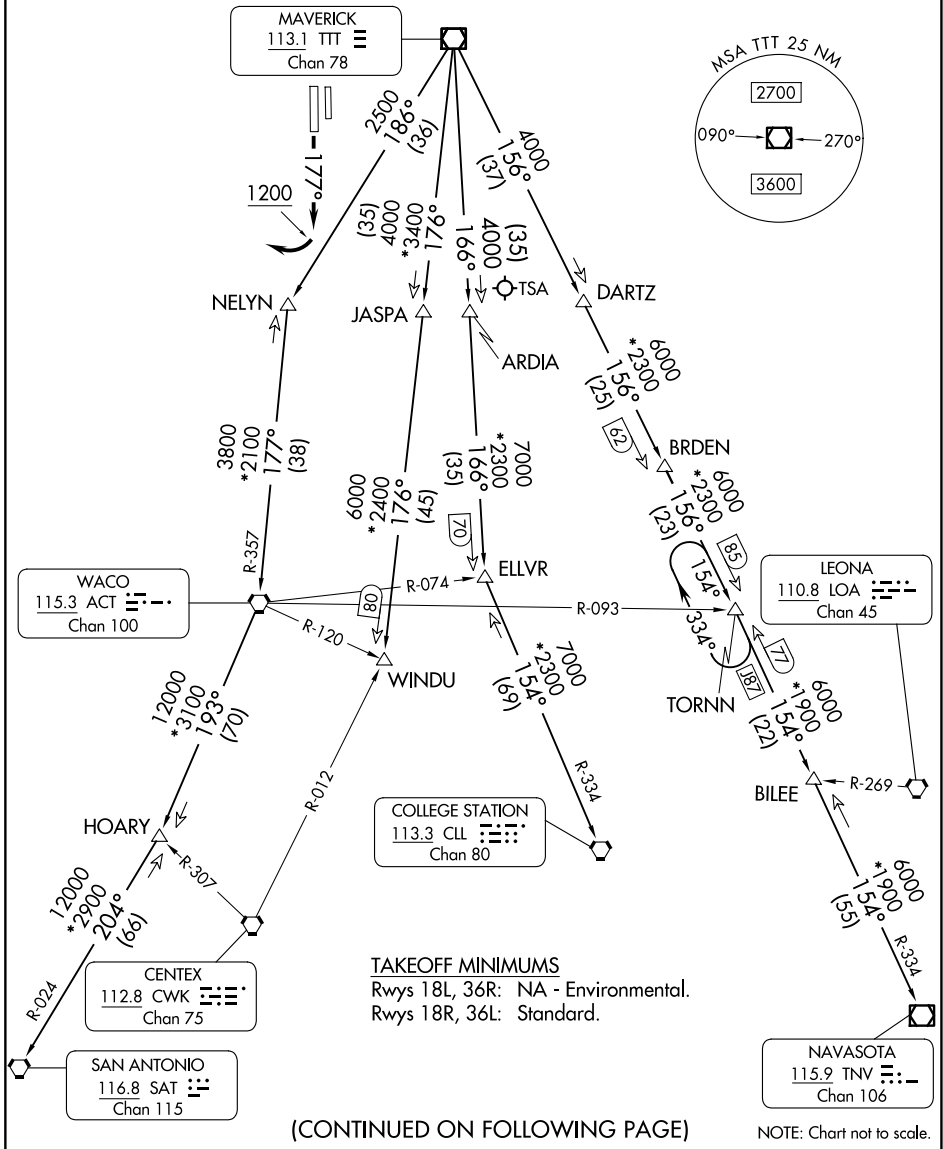 MAVERICK
113.1 TTT
Chan 78
MSA TTT 25 NM
2700
090°
270°
3600
177°
1200
2500
186°
(36)
(35)
4000
*3400
176°
(35)
4000
166°
4000
156°
(37)
TSA
NELYN
JASPA
ARDIA
DARTZ
6000
*2300
156°
(25)
62
BRDEN
3800
*2100
177°
(38)
R-357
6000
*2400
176°
(45)
80
7000
*2300
166°
(35)
70
ELLVR
6000
*2300
156°
(23)
85
154°
334°
WACO
115.3 ACT
Chan 100
R-074
R-093
R-120
WINDU
LEONA
110.8 LOA
Chan 45
TORNN
77
J87
6000
*1900
154°
(22)
12000
*3100
193°
(70)
7000
*2300
154°
(69)
R-334
R-012
BILEE
R-269
HOARY
R-307
COLLEGE STATION
113.3 CLL
Chan 80
12000
*2900
204°
(66)
R-024
6000
*1900
154°
(55)
R-334
CENTEX
112.8 CWK
Chan 75
TAKEOFF MINIMUMS
Rwys 18L, 36R: NA - Environmental.
Rwys 18R, 36L: Standard.
SAN ANTONIO
116.8 SAT
Chan 115
NAVASOTA
115.9 TNV
Chan 106
(CONTINUED ON FOLLOWING PAGE)
NOTE: Chart not to scale.